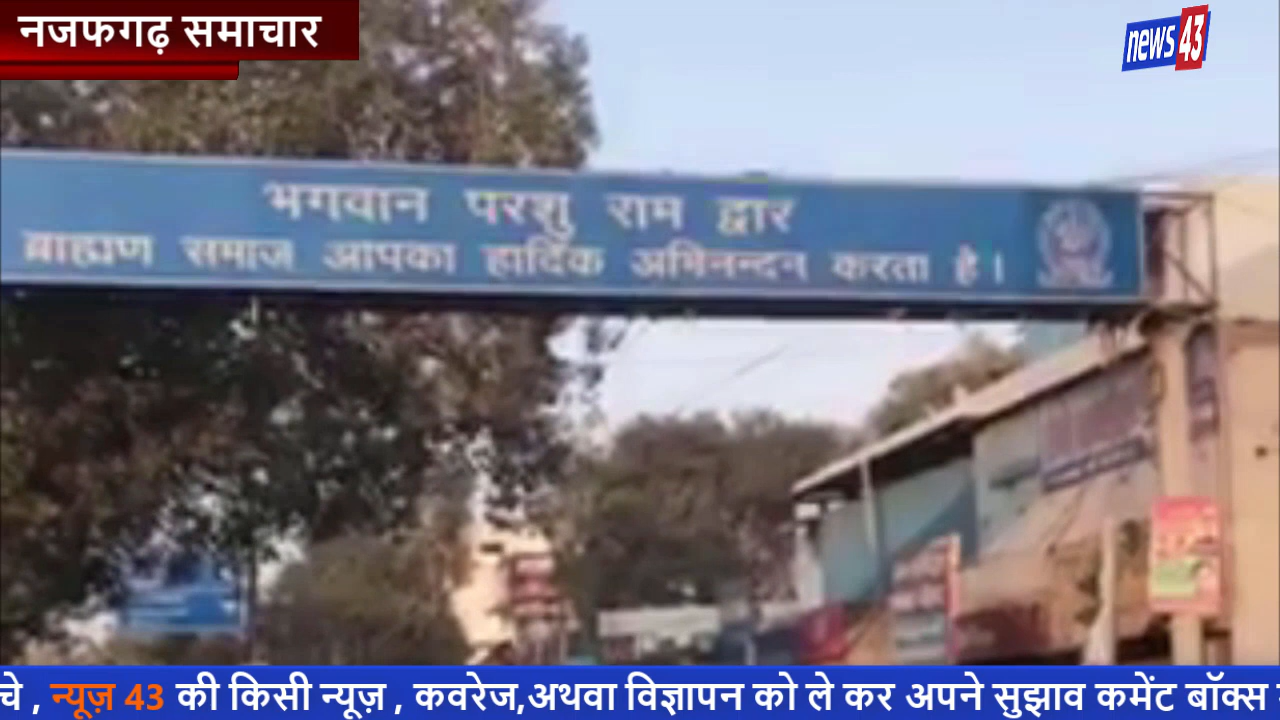 नजफगढ़ समाचार
news 43
भगवान परशु राम द्वार
ब्राह्मण समाज आपका हार्दिक अभिनन्दन करता है।
चे , न्यूज़ 43 की किसी न्यूज़ , कवरेज,अथवा विज्ञापन को ले कर अपने सुझाव कमेंट बॉक्स